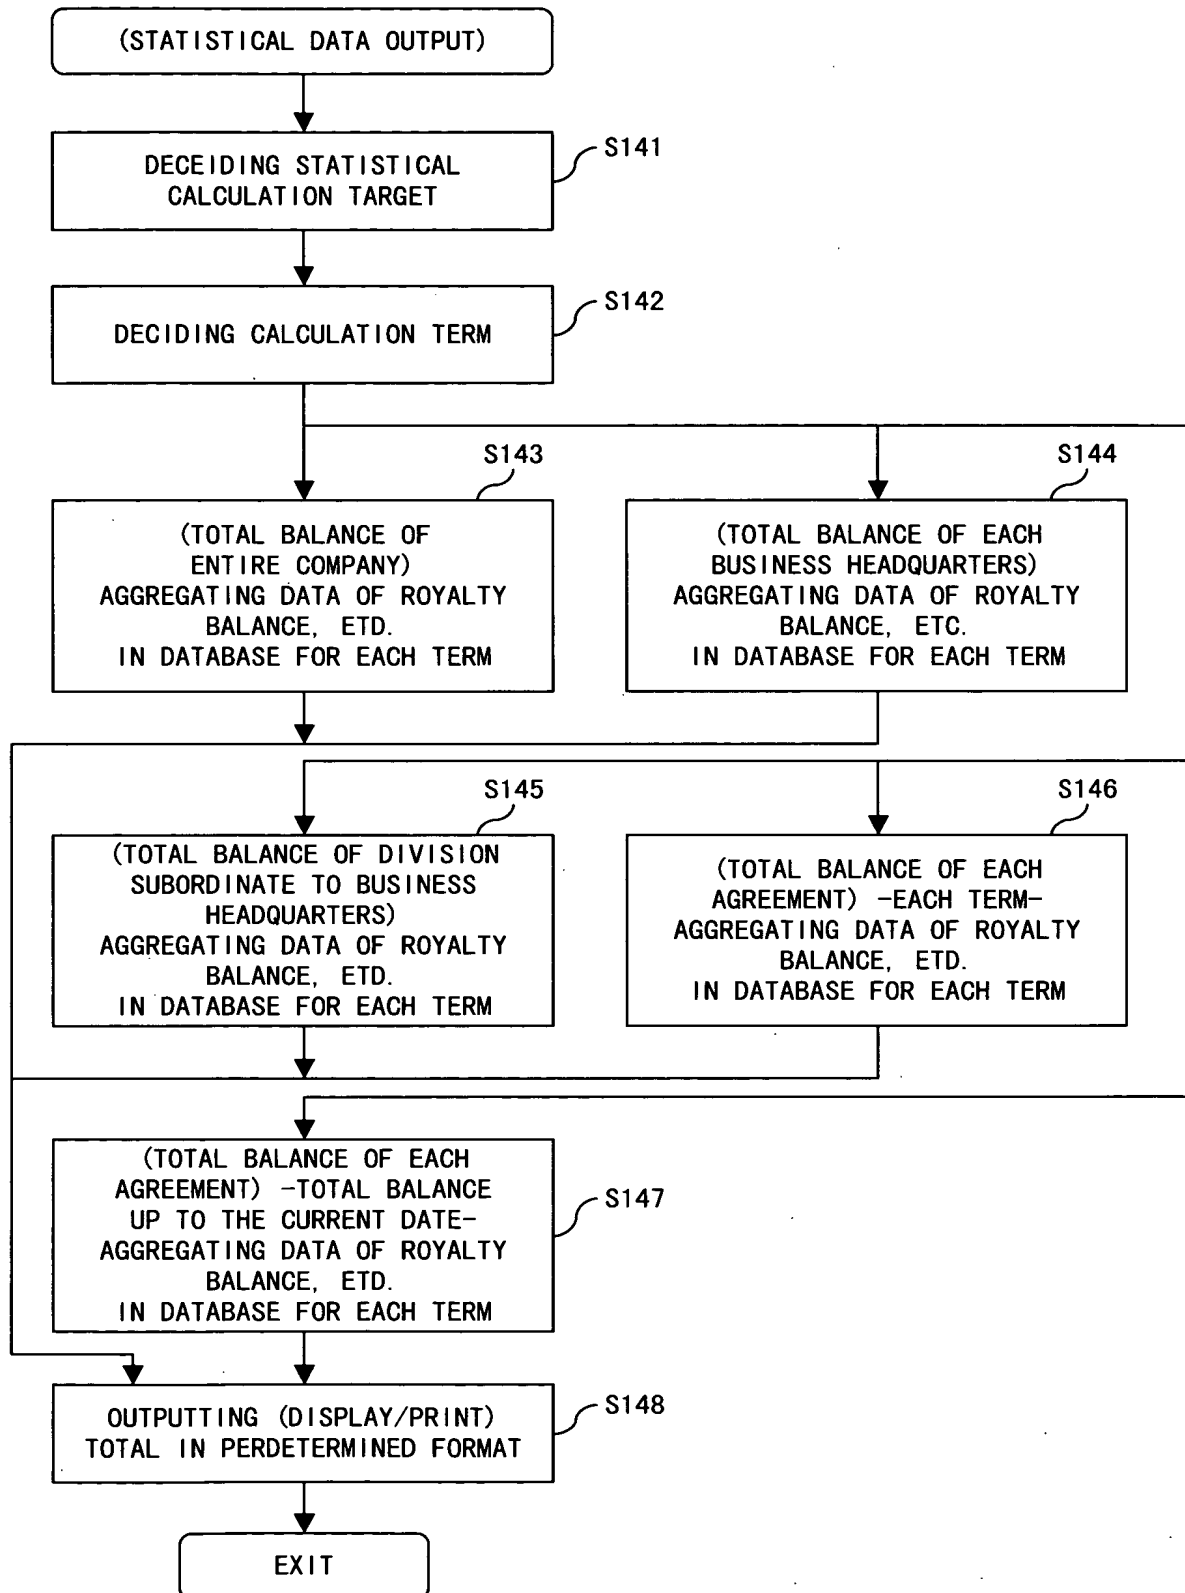 (STATISTICAL DATA OUTPUT)
S141
DECEIDING STATISTICAL
CALCULATION TARGET
S142
DECIDING CALCULATION TERM
S143
(TOTAL BALANCE OF
ENTIRE COMPANY)
AGGREGATING DATA OF ROYALTY
BALANCE, ETD.
IN DATABASE FOR EACH TERM
S144
(TOTAL BALANCE OF EACH
BUSINESS HEADQUARTERS)
AGGREGATING DATA OF ROYALTY
BALANCE, ETC.
IN DATABASE FOR EACH TERM
S145
(TOTAL BALANCE OF DIVISION
SUBORDINATE TO BUSINESS
HEADQUARTERS)
AGGREGATING DATA OF ROYALTY
BALANCE, ETD.
IN DATABASE FOR EACH TERM
S146
(TOTAL BALANCE OF EACH
AGREEMENT) -EACH TERM-
AGGREGATING DATA OF ROYALTY
BALANCE, ETD.
IN DATABASE FOR EACH TERM
(TOTAL BALANCE OF EACH
AGREEMENT) -TOTAL BALANCE
UP TO THE CURRENT DATE-
AGGREGATING DATA OF ROYALTY
BALANCE, ETD.
IN DATABASE FOR EACH TERM
S147
OUTPUTTING (DISPLAY/PRINT)
TOTAL IN PERDETERMINED FORMAT
S148
EXIT